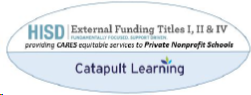 HISD External Funding Titles I, II & IV
FUNDAMENTALLY FOCUSED. SUPPORT DRIVEN.
providing CARES equitable services to Private Nonprofit Schools
Catapult Learning